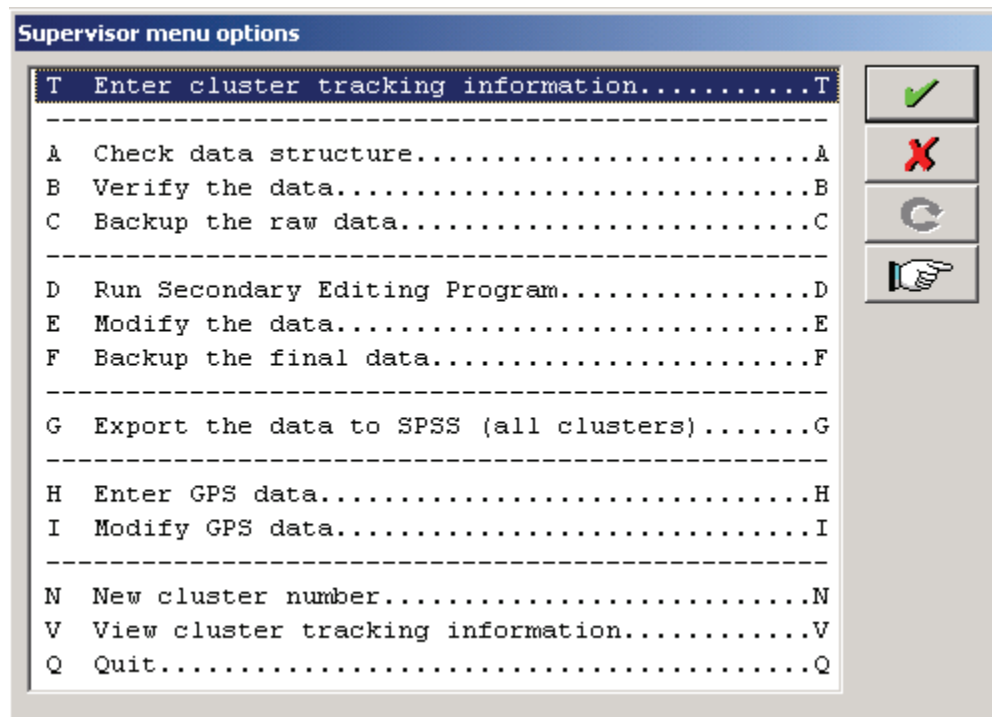 Supervisor menu options
T Enter cluster tracking information...........T
-------------------------------------------------
A Check data structure.........................A
B Verify the data..............................B
C Backup the raw data..........................C
-------------------------------------------------
D Run Secondary Editing Program................D
E Modify the data..............................E
F Backup the final data........................F
-------------------------------------------------
G Export the data to SPSS (all clusters).......G
-------------------------------------------------
H Enter GPS data...............................H
I Modify GPS data..............................I
-------------------------------------------------
N New cluster number...........................N
V View cluster tracking information............V
Q Quit.........................................Q